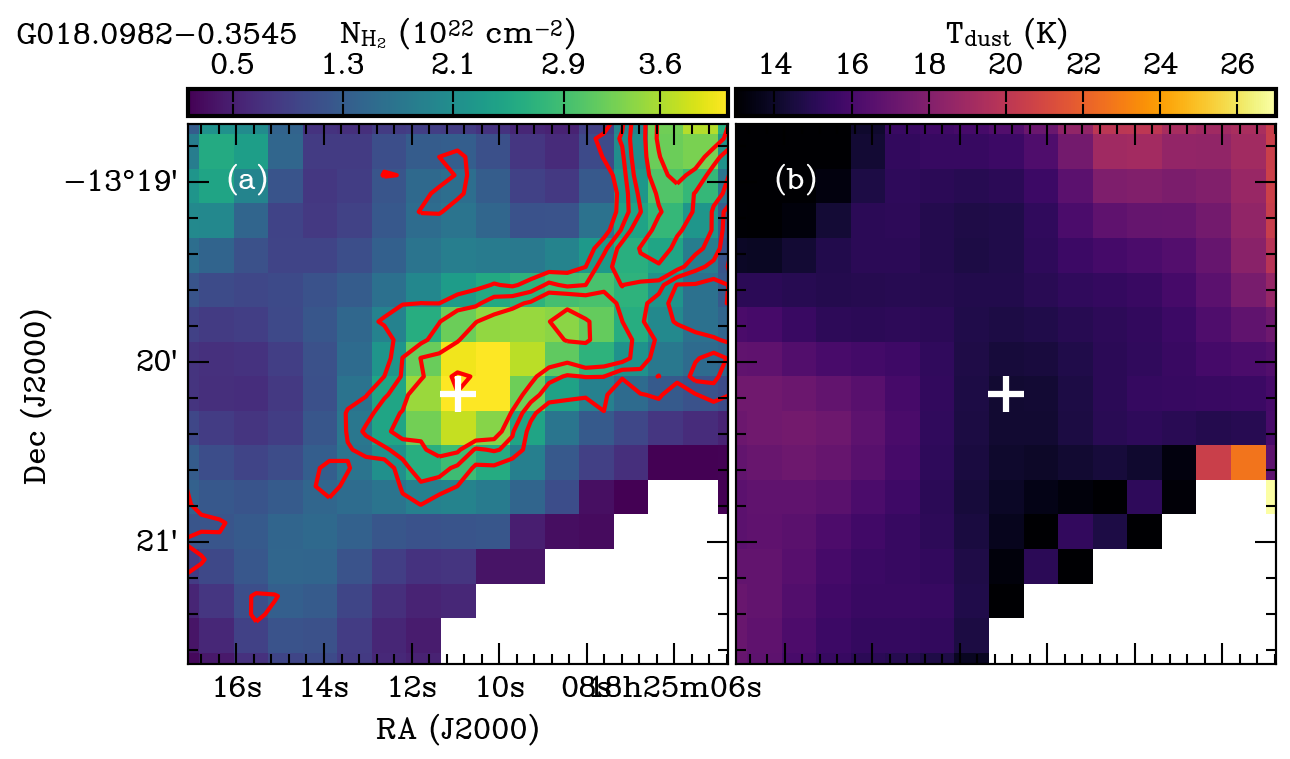 G018.0982−0.3545 N_H₂ (10²² cm⁻²) T_dust (K)
0.5 1.3 2.1 2.9 3.6 14 16 18 20 22 24 26
(a) (b)
−13°19'
20'
21'
Dec (J2000)
16s 14s 12s 10s 08s 18h25m06s
RA (J2000)